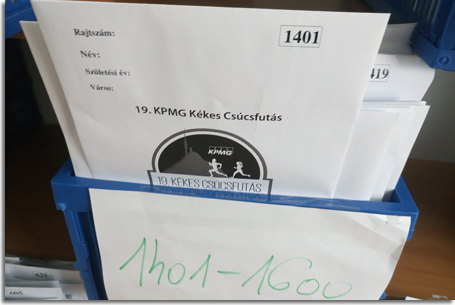 Rajtszám:
1401
Név:
Születési év:
Város:
419
19. KPMG Kékes Csúcsfutás
KPMG
19. KÉKES CSÚCSFUTÁS
1401-1600